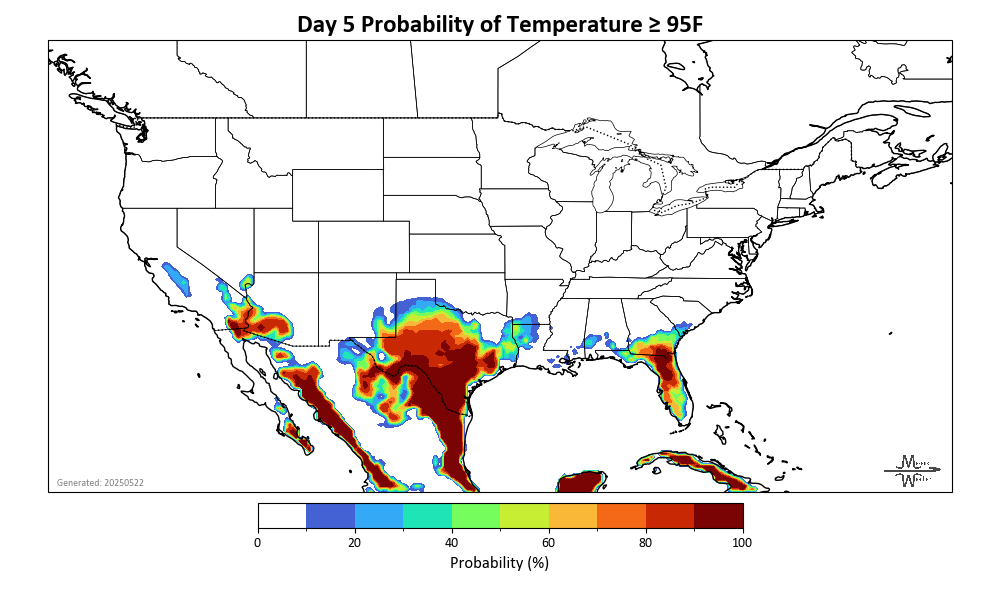 Day 5 Probability of Temperature ≥ 95F
Generated: 20250522
0 20 40 60 80 100
Probability (%)